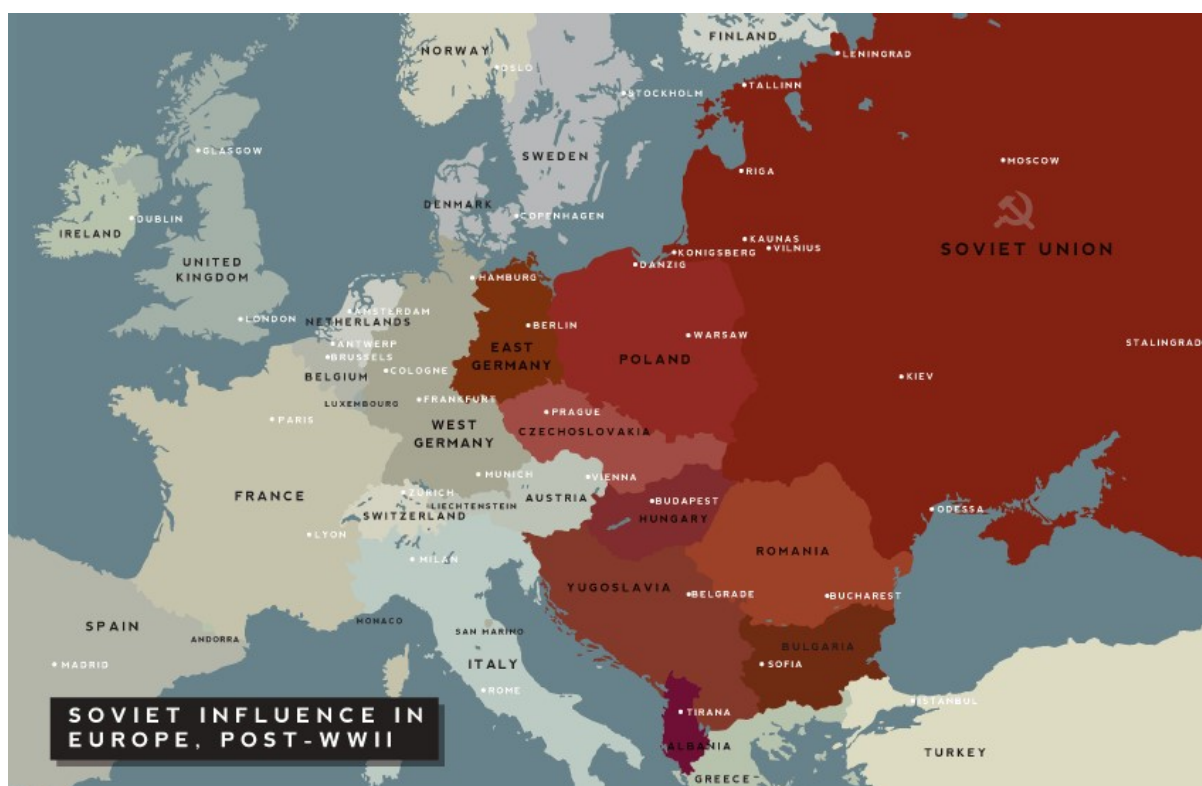 NORWAY
OSLO
FINLAND
LENINGRAD
TALLINN
STOCKHOLM
GLASGOW
SWEDEN
MOSCOW
RIGA
DENMARK
COPENHAGEN
DUBLIN
IRELAND
KAUNAS
VILNIUS
SOVIET UNION
KONIGSBERG
DANZIG
UNITED
KINGDOM
HAMBURG
AMSTERDAM
NETHERLANDS
LONDON
BERLIN
WARSAW
ANTWERP
BRUSSELS
EAST
GERMANY
POLAND
STALINGRAD
BELGIUM
COLOGNE
KIEV
LUXEMBOURG
FRANKFURT
PARIS
PRAGUE
WEST
GERMANY
CZECHOSLOVAKIA
MUNICH
VIENNA
FRANCE
ZURICH
LIECHTENSTEIN
AUSTRIA
BUDAPEST
SWITZERLAND
HUNGARY
ODESSA
LYON
MILAN
ROMANIA
YUGOSLAVIA
BELGRADE
BUCHAREST
SPAIN
MONACO
SAN MARINO
ANDORRA
BULGARIA
MADRID
ITALY
SOFIA
ROME
ISTANBUL
TIRANA
SOVIET INFLUENCE IN
EUROPE, POST-WWII
ALBANIA
TURKEY
GREECE